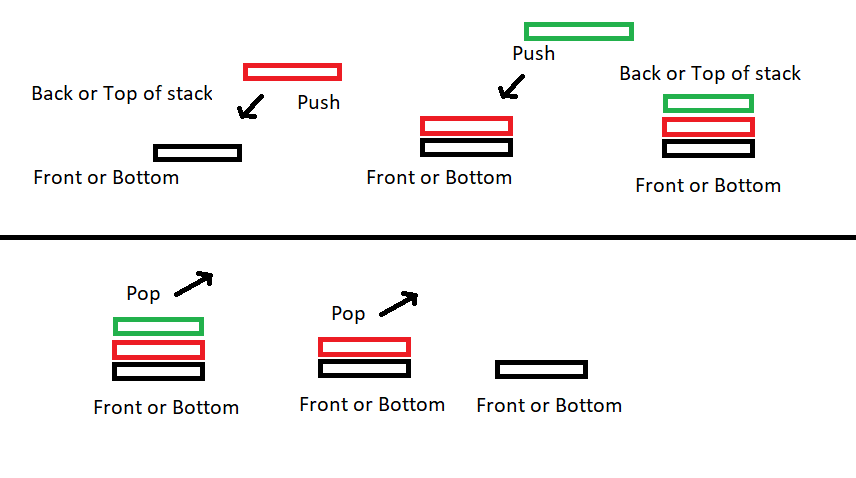 Push
Back or Top of stack
Push
Back or Top of stack
Front or Bottom
Front or Bottom
Front or Bottom
Pop
Pop
Front or Bottom
Front or Bottom
Front or Bottom